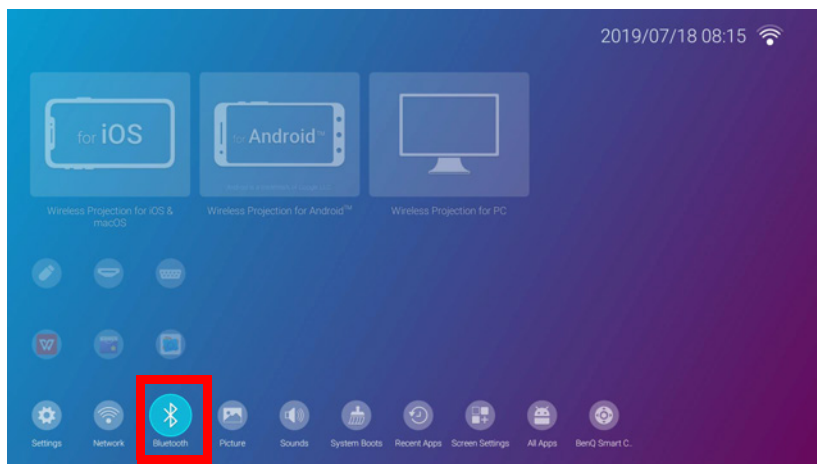 2019/07/18 08:15
for iOS
for Android™
Wireless Projection for iOS &
macOS
Wireless Projection for Android™
Wireless Projection for PC
Settings
Network
Bluetooth
Picture
Sounds
System Boots
Recent Apps
Screen Settings
All Apps
BenQ Smart C.